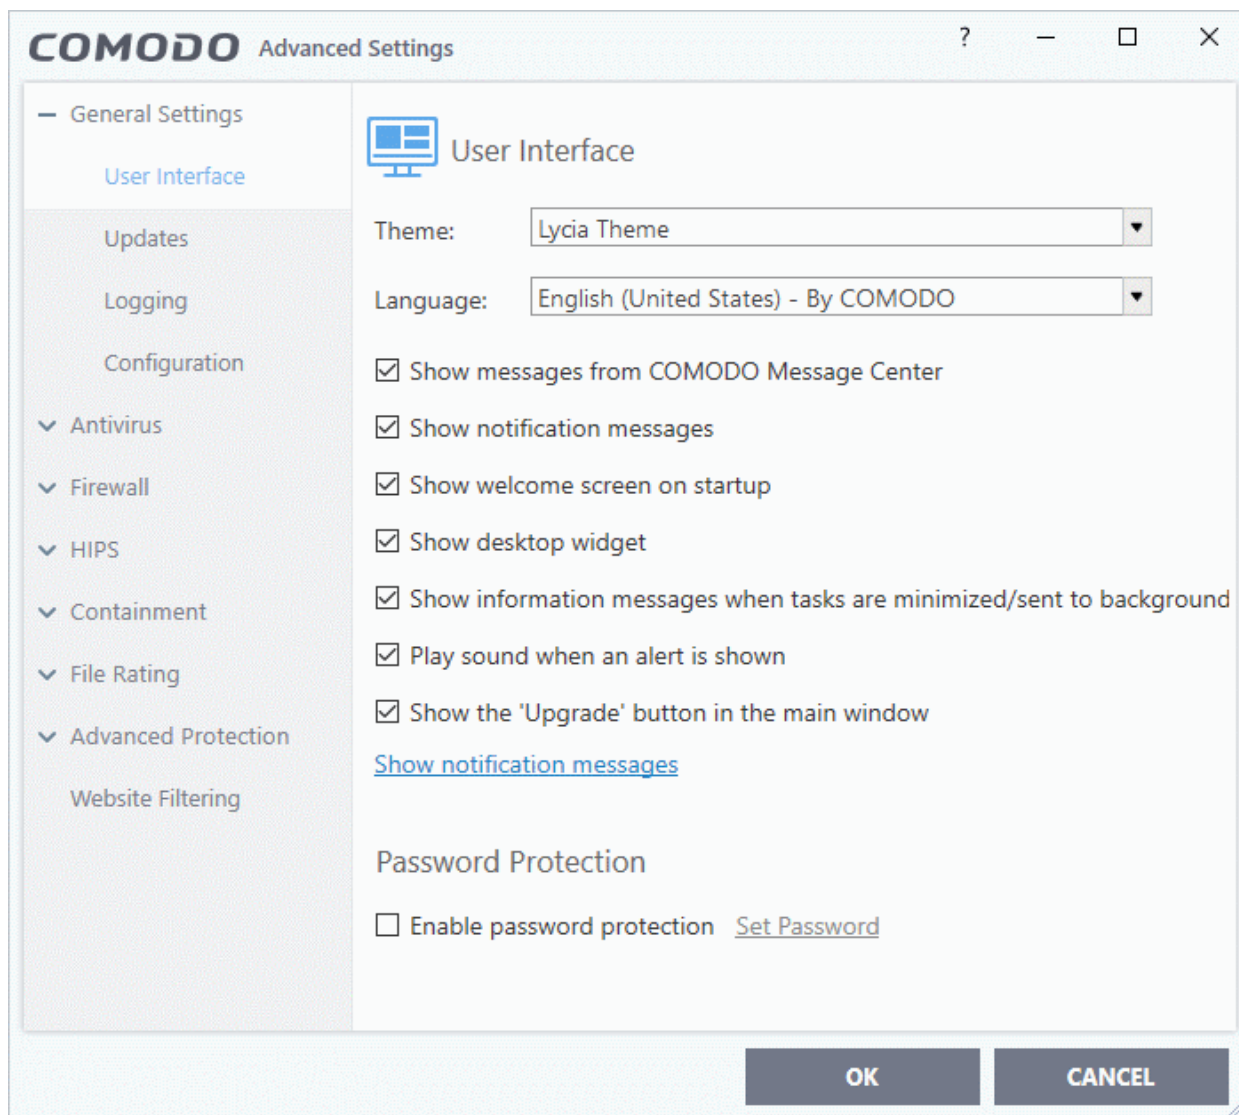 COMODO Advanced Settings ?
General Settings
User Interface
Updates
Logging
Configuration
Antivirus
Firewall
HIPS
Containment
File Rating
Advanced Protection
Website Filtering
User Interface
Theme: Lycia Theme
Language: English (United States) - By COMODO
Show messages from COMODO Message Center
Show notification messages
Show welcome screen on startup
Show desktop widget
Show information messages when tasks are minimized/sent to background
Play sound when an alert is shown
Show the 'Upgrade' button in the main window
Show notification messages
Password Protection
Enable password protection Set Password
OK CANCEL